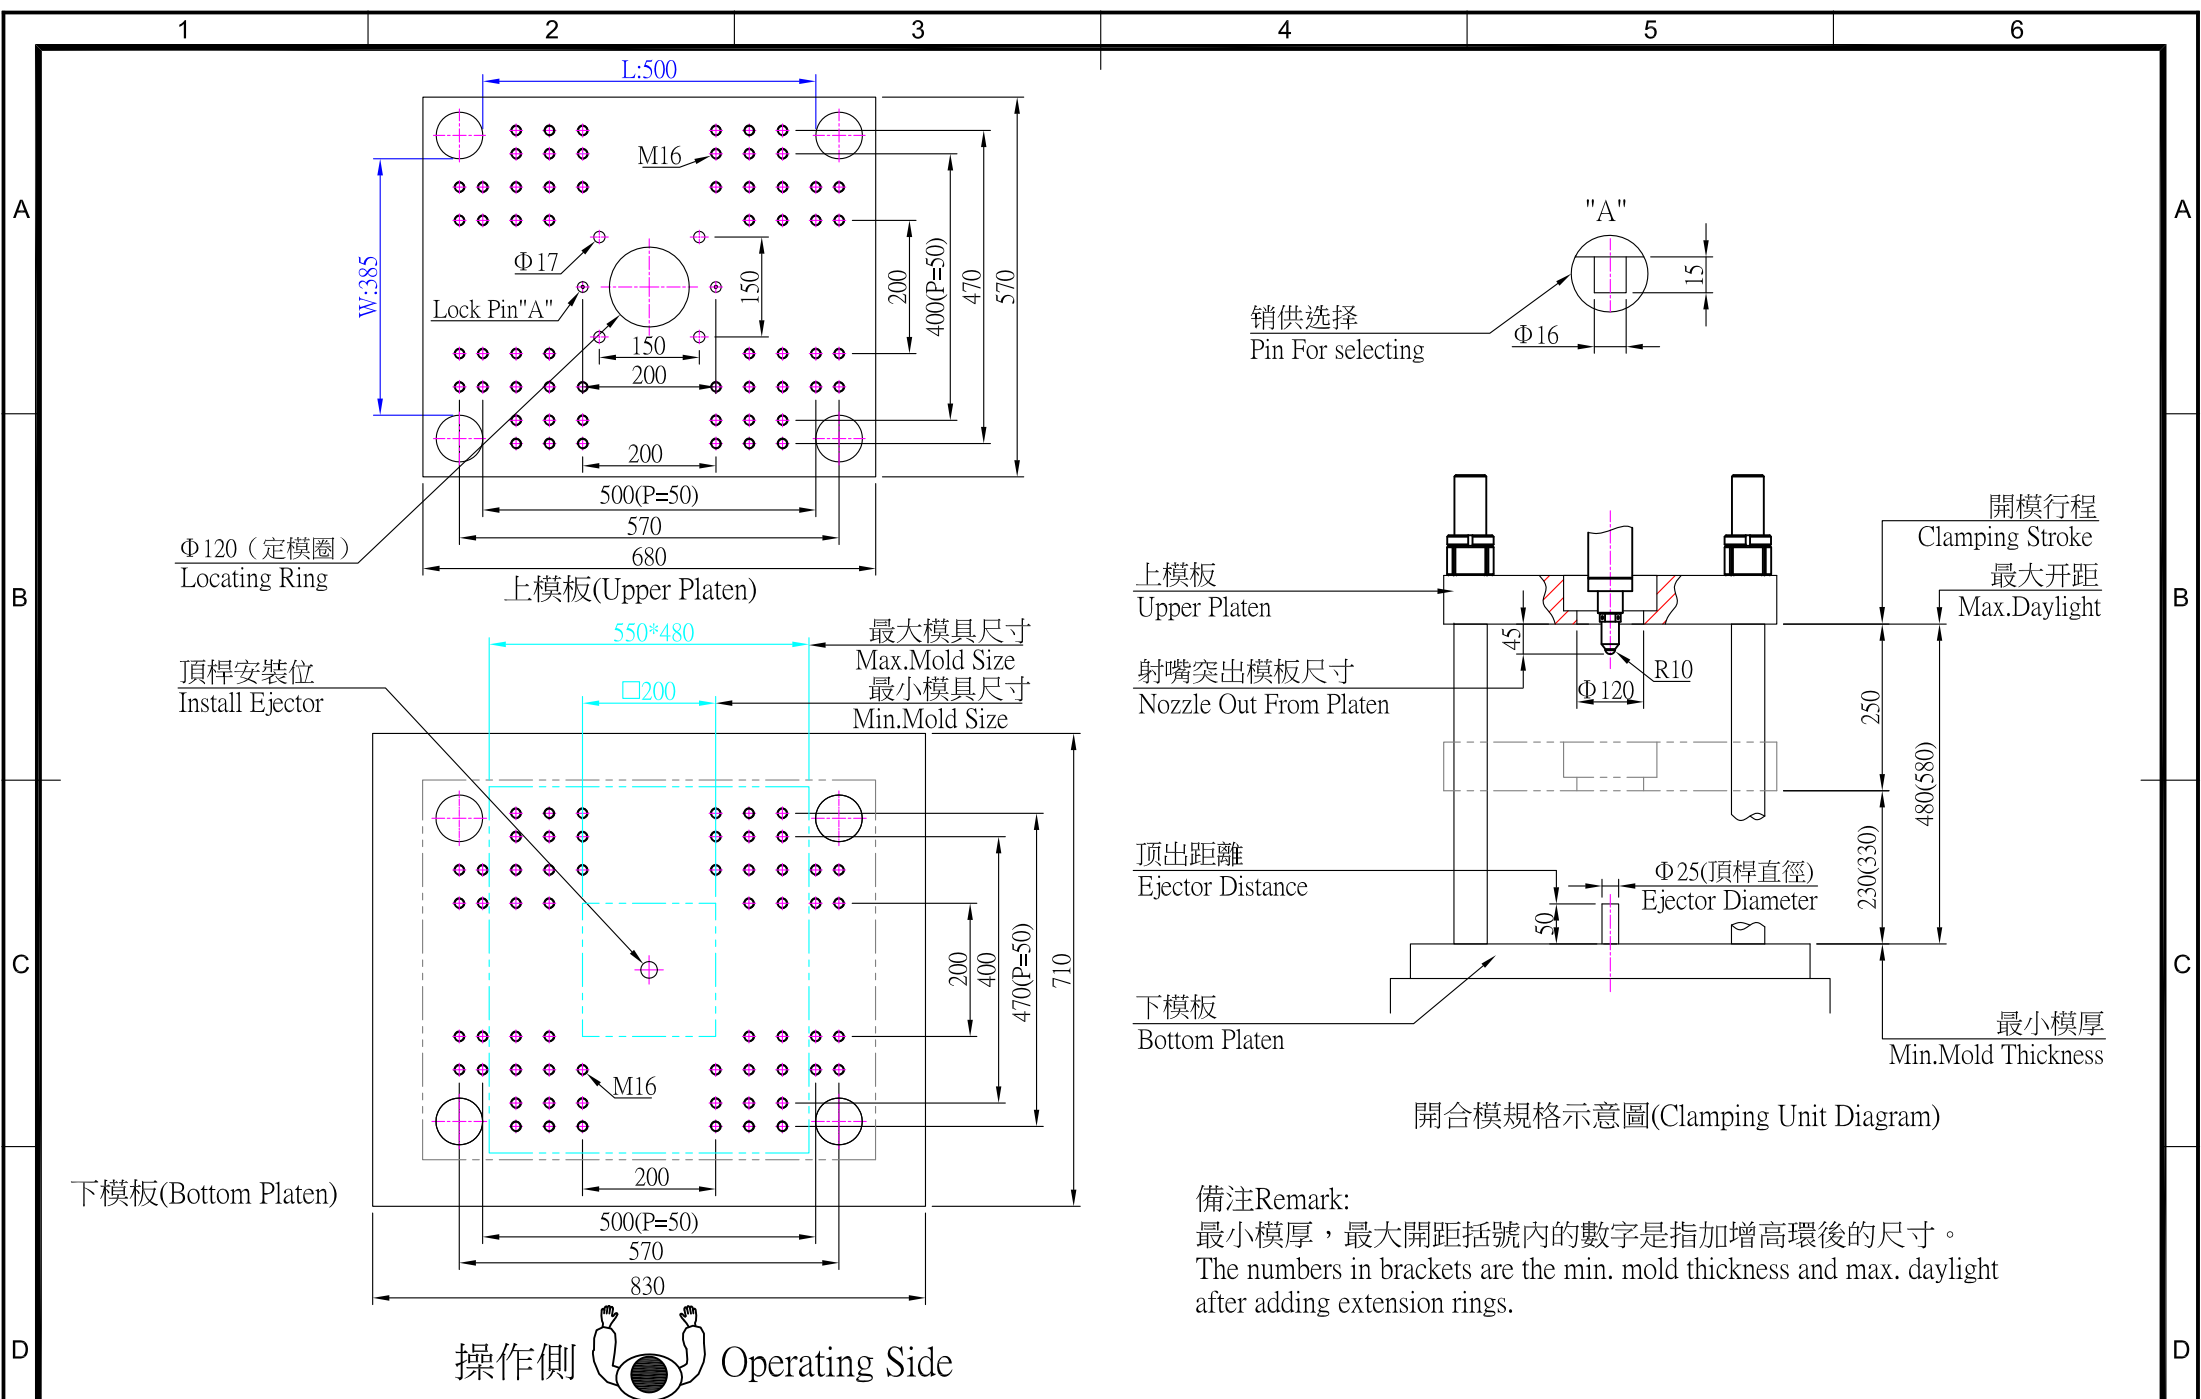 1
2
3
4
5
6
A
A
B
B
C
C
D
D
L:500
W:385
M16
Φ17
Lock Pin"A"
150
150
200
200
400(P=50)
470
570
200
500(P=50)
570
680
Φ120（定模圈）
Locating Ring
上模板(Upper Platen)
"A"
15
Φ16
销供选择
Pin For selecting
550*480
最大模具尺寸
Max.Mold Size
□200
最小模具尺寸
Min.Mold Size
頂桿安裝位
Install Ejector
M16
200
400
470(P=50)
710
200
500(P=50)
570
830
下模板(Bottom Platen)
操作側
Operating Side
開模行程
Clamping Stroke
最大开距
Max.Daylight
上模板
Upper Platen
45
R10
Φ120
射嘴突出模板尺寸
Nozzle Out From Platen
250
480(580)
230(330)
顶出距離
Ejector Distance
50
Φ25(頂桿直徑)
Ejector Diameter
下模板
Bottom Platen
最小模厚
Min.Mold Thickness
開合模規格示意圖(Clamping Unit Diagram)
備注Remark:
最小模厚，最大開距括號內的數字是指加增高環後的尺寸。
The numbers in brackets are the min. mold thickness and max. daylight
after adding extension rings.